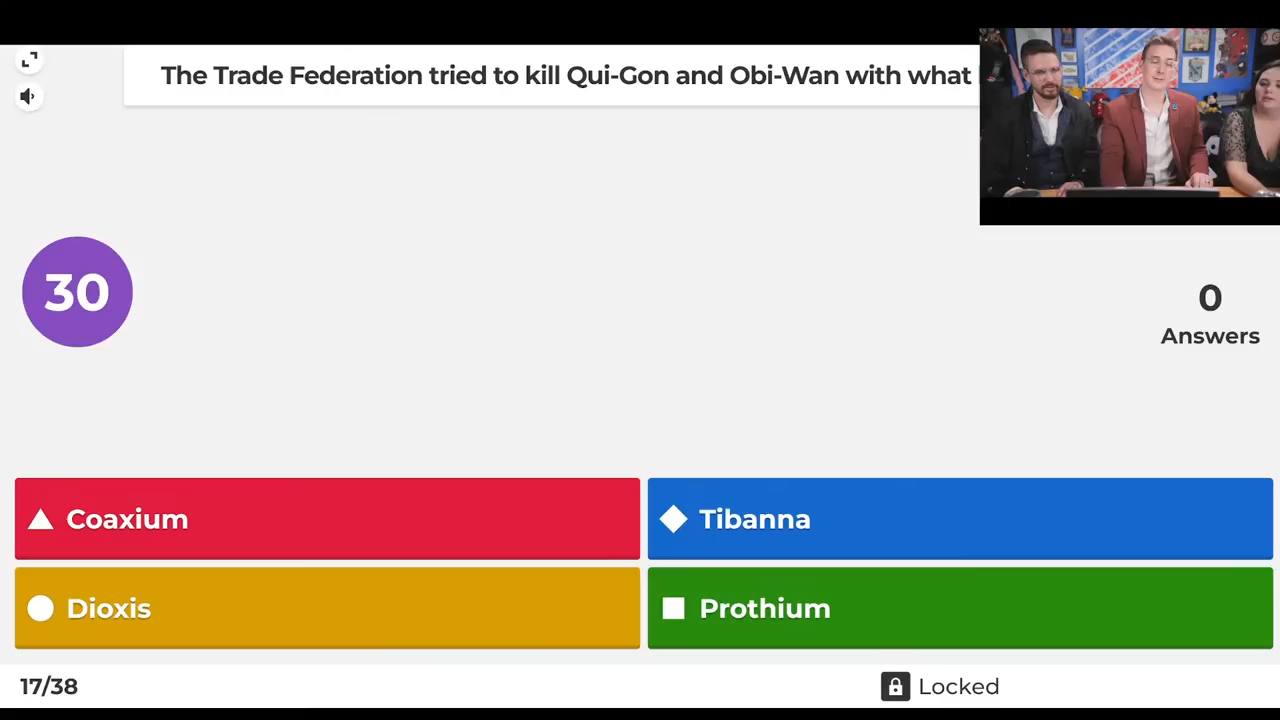 The Trade Federation tried to kill Qui-Gon and Obi-Wan with what
30
0
Answers
Coaxium
Tibanna
Dioxis
Prothium
17/38
Locked